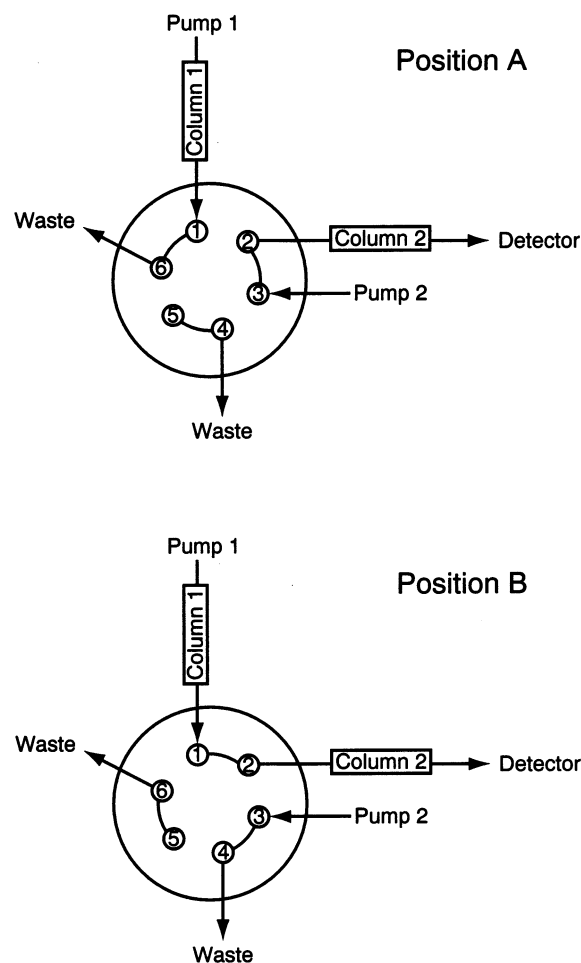 Pump 1
Position A
Column 1
Waste
1
2
Column 2
Detector
6
3
Pump 2
5
4
Waste
Pump 1
Position B
Column 1
Waste
1
2
Column 2
Detector
6
3
Pump 2
5
4
Waste